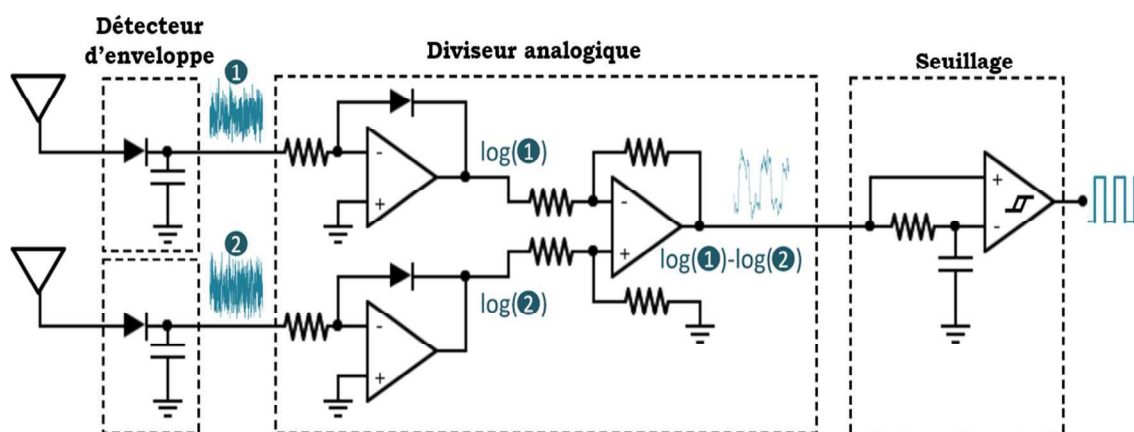 Détecteur
d'enveloppe
Diviseur analogique
Seuillage
1
log(1)
2
log(2)
log(1)-log(2)
-
+
-
+
-
+
+
-